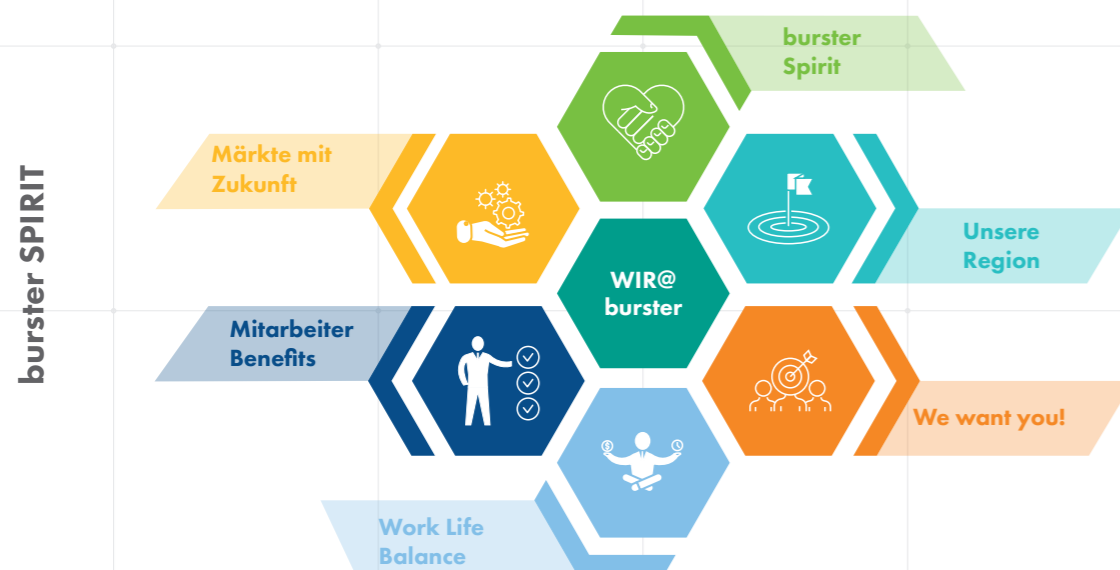 burster SPIRIT
burster
Spirit
Märkte mit
Zukunft
Unsere
Region
WIR@
burster
Mitarbeiter
Benefits
We want you!
Work Life
Balance